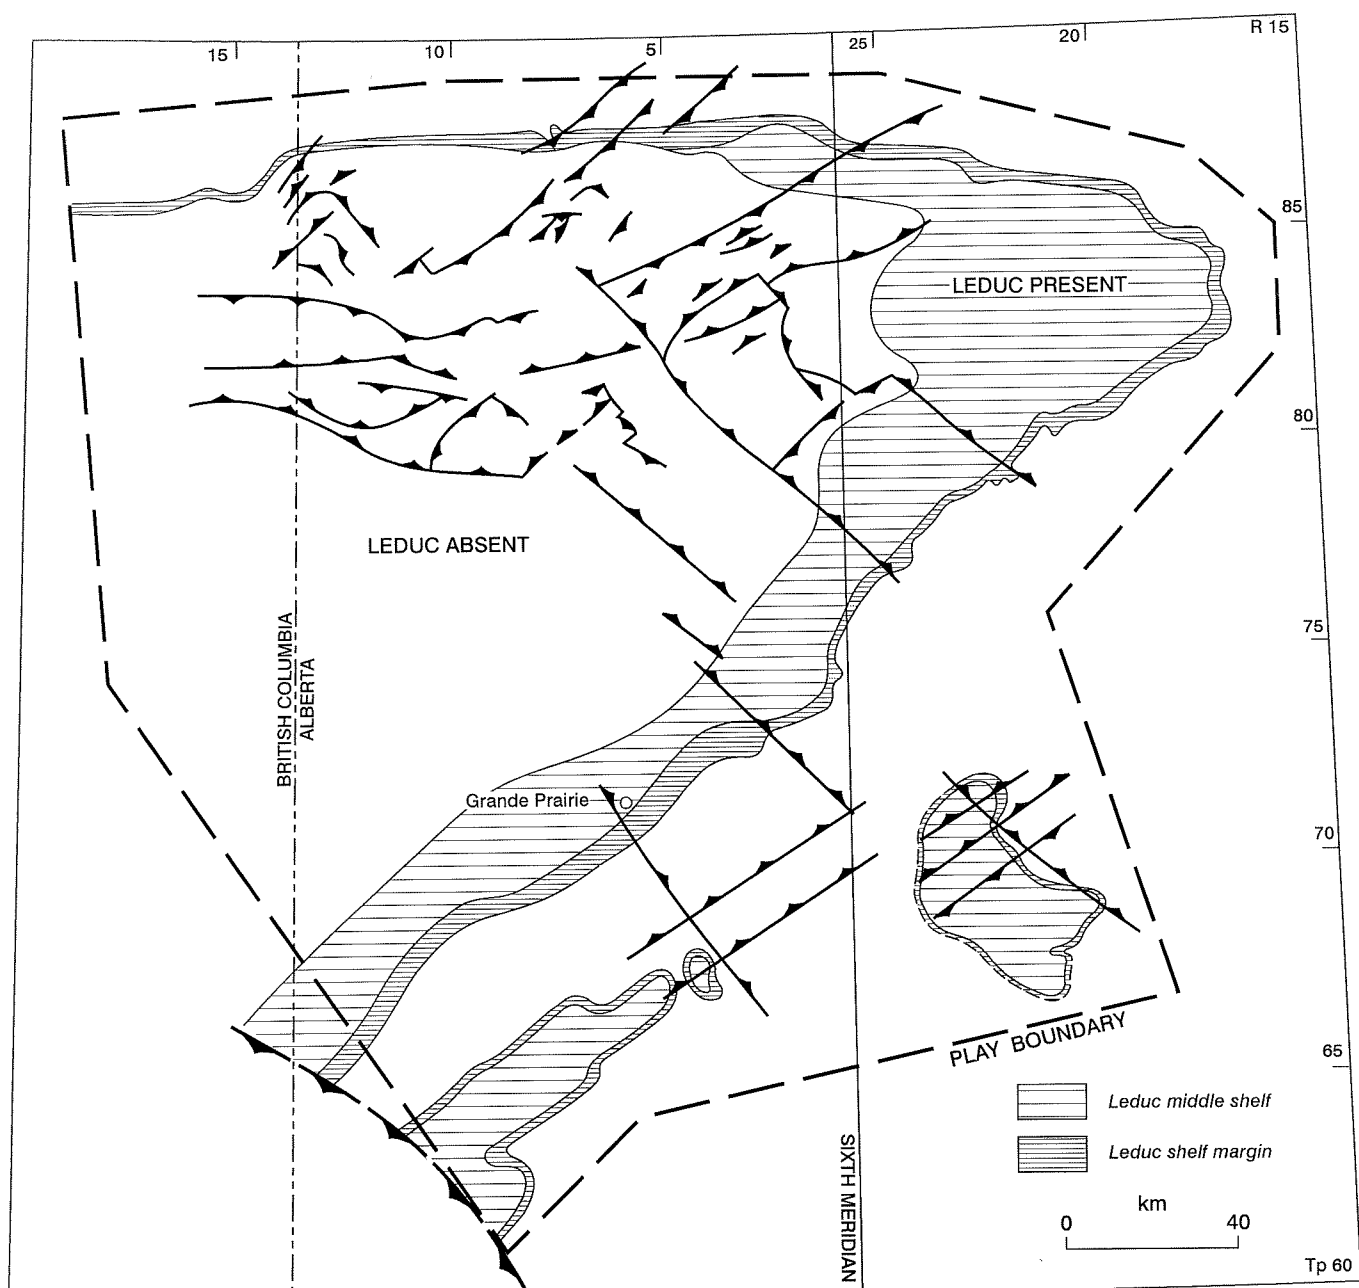 R 15
15
10
5
25
20
85
LEDUC PRESENT
80
LEDUC ABSENT
75
BRITISH COLUMBIA
ALBERTA
Grande Prairie
70
PLAY BOUNDARY
65
Leduc middle shelf
Leduc shelf margin
SIXTH MERIDIAN
km
0 40
Tp 60